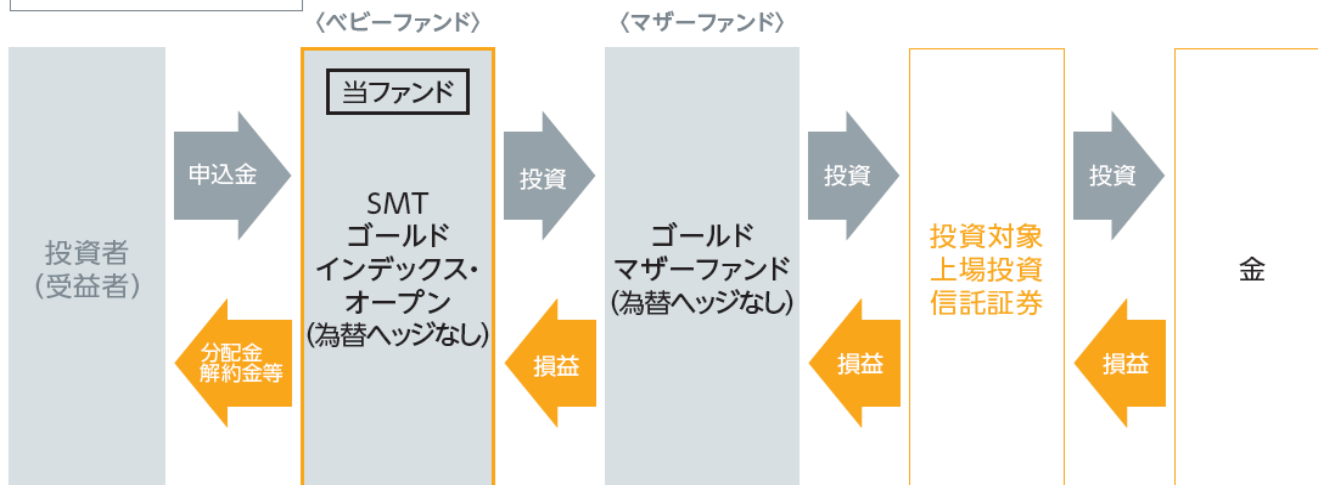 〈ベビーファンド〉
〈マザーファンド〉
投資者
(受益者)
申込金
分配金
解約金等
当ファンド
SMT
ゴールド
インデックス・
オープン
(為替ヘッジなし)
投資
損益
ゴールド
マザーファンド
(為替ヘッジなし)
投資
損益
投資対象
上場投資
信託証券
投資
損益
金